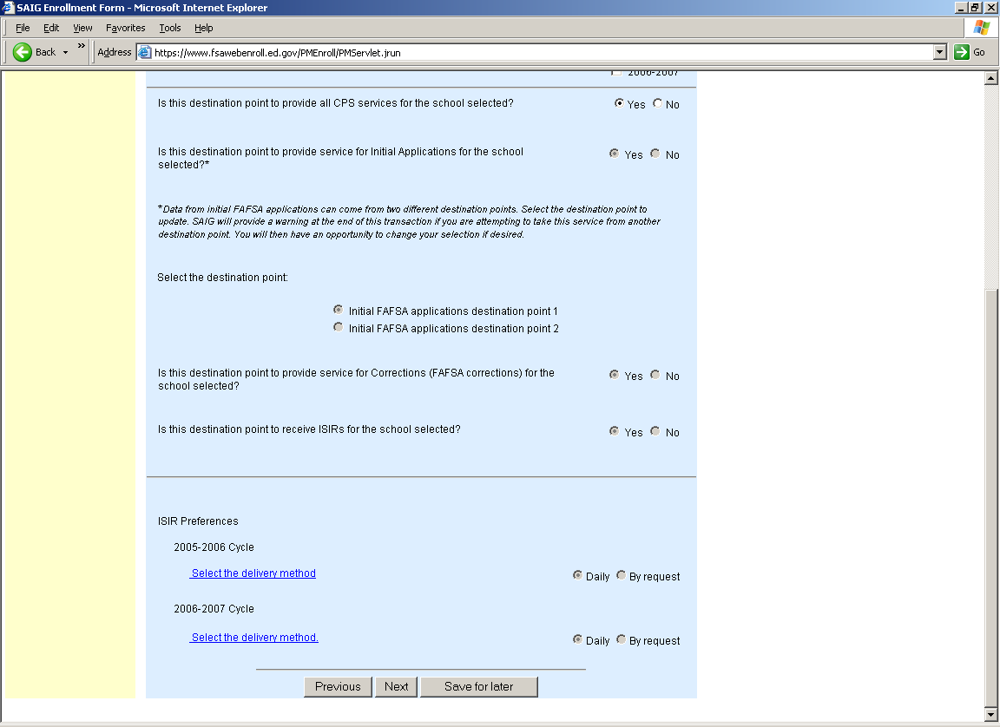 SAIG Enrollment Form - Microsoft Internet Explorer
File Edit View Favorites Tools Help
Back » Address https://www.fsawebenroll.ed.gov/PMEnroll/PMServlet.jrun Go
2006-2007
Is this destination point to provide all CPS services for the school selected? Yes No
Is this destination point to provide service for Initial Applications for the school
selected?* Yes No
*Data from initial FAFSA applications can come from two different destination points. Select the destination point to
update. SAIG will provide a warning at the end of this transaction if you are attempting to take this service from another
destination point. You will then have an opportunity to change your selection if desired.
Select the destination point:
Initial FAFSA applications destination point 1
Initial FAFSA applications destination point 2
Is this destination point to provide service for Corrections (FAFSA corrections) for the
school selected? Yes No
Is this destination point to receive ISIRs for the school selected? Yes No
ISIR Preferences
2005-2006 Cycle
Select the delivery method Daily By request
2006-2007 Cycle
Select the delivery method. Daily By request
Previous Next Save for later